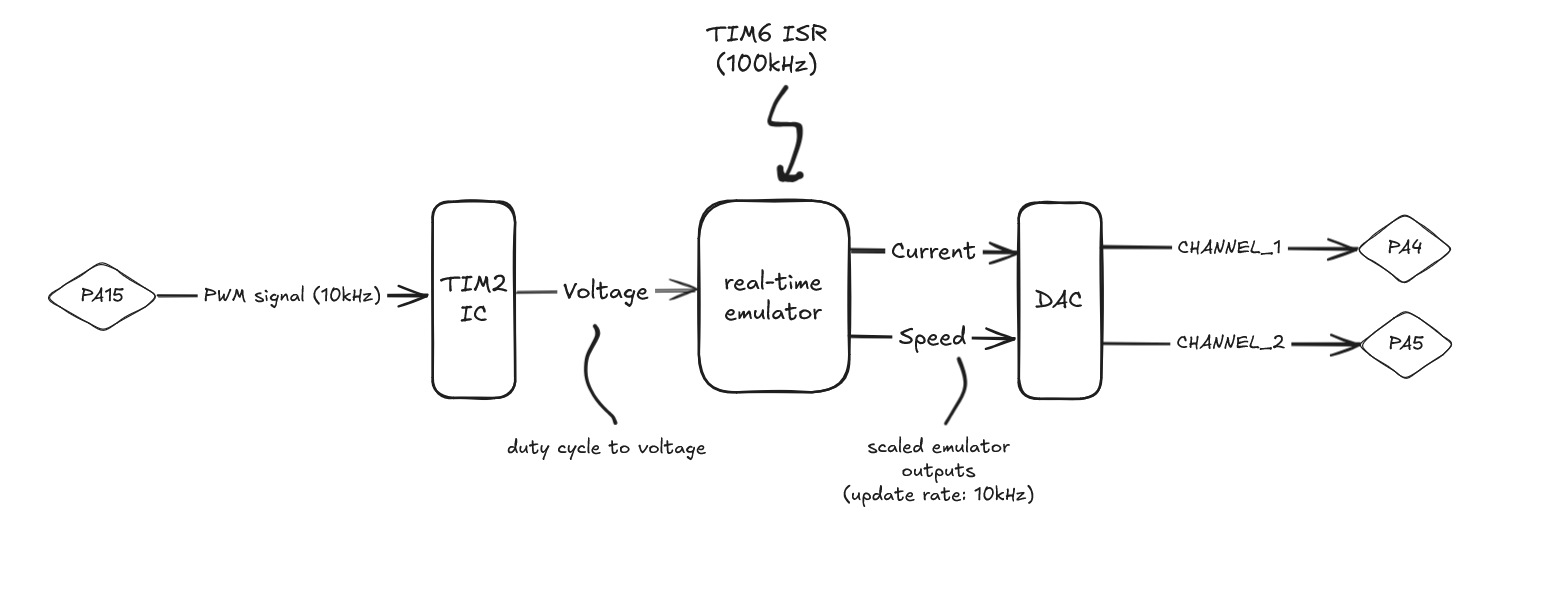 TIM6 ISR
(100kHz)
PA15
PWM signal (10kHz)
TIM2
IC
Voltage
real-time
emulator
Current
Speed
DAC
CHANNEL_1
PA4
CHANNEL_2
PA5
duty cycle to voltage
scaled emulator
outputs
(update rate: 10kHz)